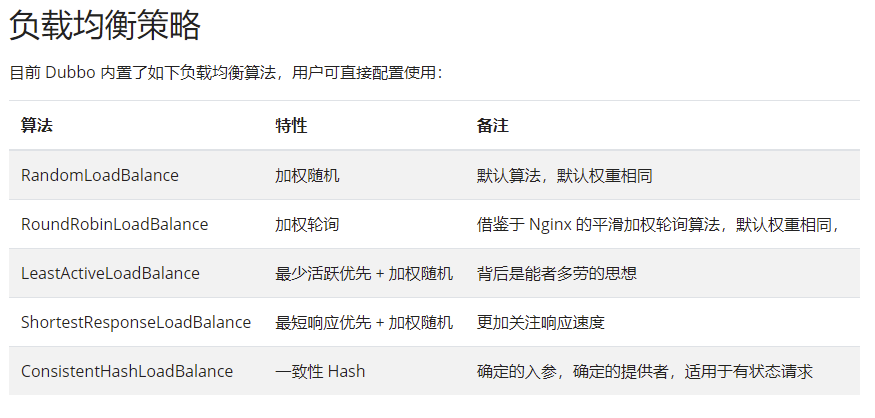 负载均衡策略
目前 Dubbo 内置了如下负载均衡算法，用户可直接配置使用：
算法 特性 备注
RandomLoadBalance 加权随机 默认算法，默认权重相同
RoundRobinLoadBalance 加权轮询 借鉴于 Nginx 的平滑加权轮询算法，默认权重相同，
LeastActiveLoadBalance 最少活跃优先 + 加权随机 背后是能者多劳的思想
ShortestResponseLoadBalance 最短响应优先 + 加权随机 更加关注响应速度
ConsistentHashLoadBalance 一致性 Hash 确定的入参，确定的提供者，适用于有状态请求